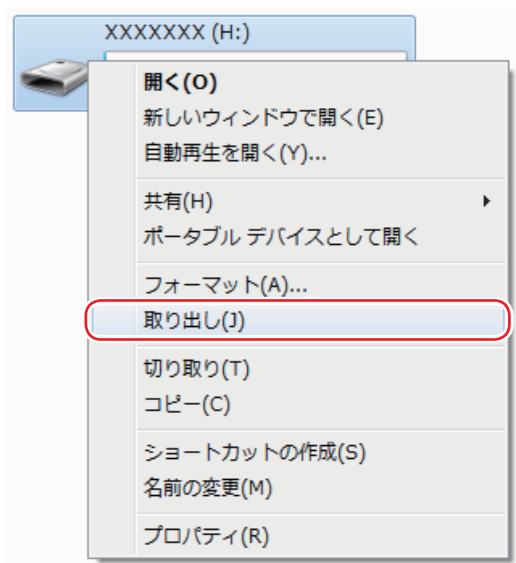 XXXXXXX (H:)
開く(O)
新しいウィンドウで開く(E)
自動再生を開く(Y)...
共有(H)
ポータブル デバイスとして開く
フォーマット(A)...
取り出し(J)
切り取り(T)
コピー(C)
ショートカットの作成(S)
名前の変更(M)
プロパティ(R)